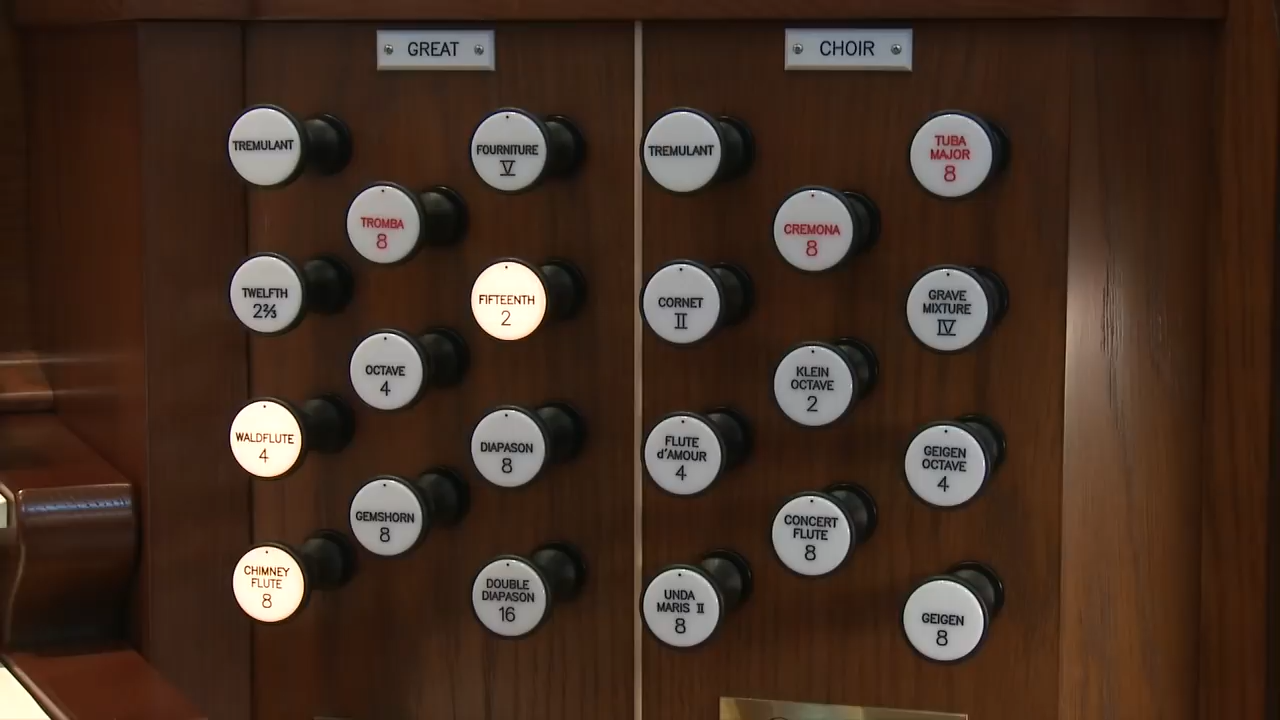 GREAT
TREMULANT
FOURNITURE
V
TROMBA
8
TWELFTH
2⅔
FIFTEENTH
2
OCTAVE
4
WALDFLUTE
4
DIAPASON
8
GEMSHORN
8
CHIMNEY
FLUTE
8
DOUBLE
DIAPASON
16
CHOIR
TREMULANT
TUBA
MAJOR
8
CREMONA
8
CORNET
II
GRAVE
MIXTURE
IV
KLEIN
OCTAVE
2
FLUTE
d'AMOUR
4
GEIGEN
OCTAVE
4
CONCERT
FLUTE
8
UNDA
MARIS II
8
GEIGEN
8